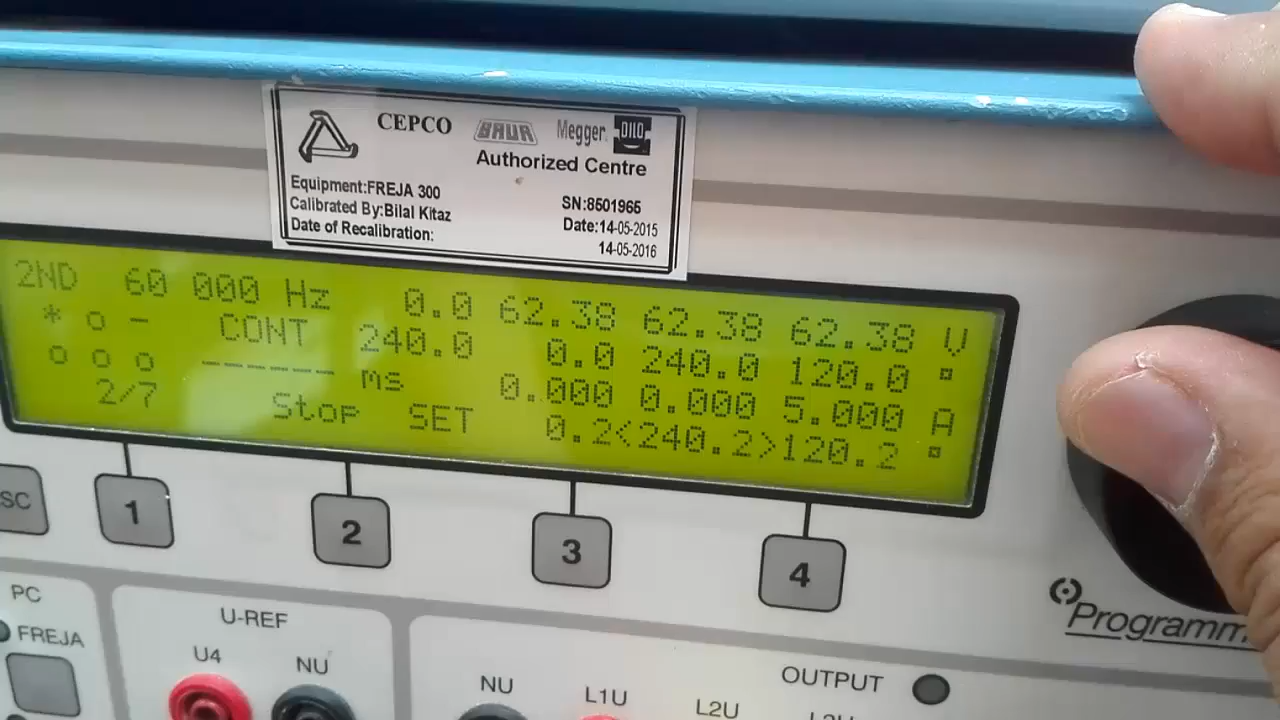 CEPCO BAUR Megger.
Authorized Centre
Equipment:FREJA 300 SN:8501965
Calibrated By:Bilal Kitaz Date:14-05-2015
Date of Recalibration: 14-05-2016
2ND 60 000 Hz 0.0 62.38 62.38 62.38 V
* o - CONT 240.0 0.0 240.0 120.0 °
o o o ------ ms 0.000 0.000 5.000 A
2/7 Stop SET 0.2<240.2>120.2 °
SC 1 2 3 4
Programm
PC
FREJA
U-REF
U4 NU
OUTPUT
NU L1U L2U L3U